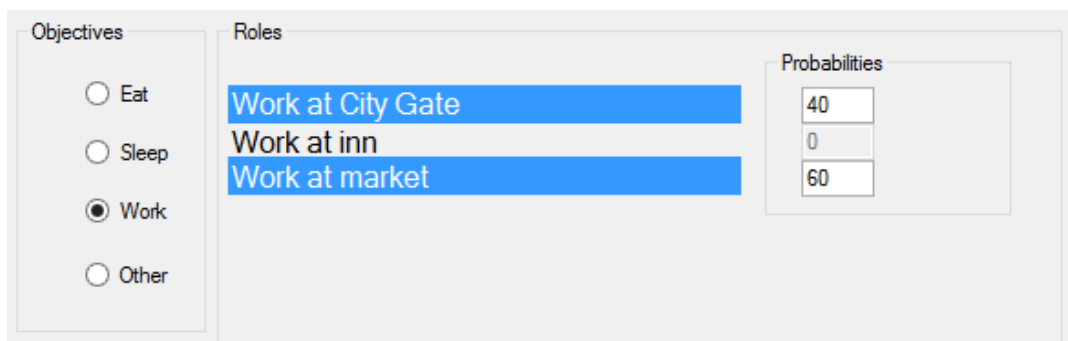 Objectives
Eat
Sleep
Work
Other
Roles
Work at City Gate
Work at inn
Work at market
Probabilities
40
0
60